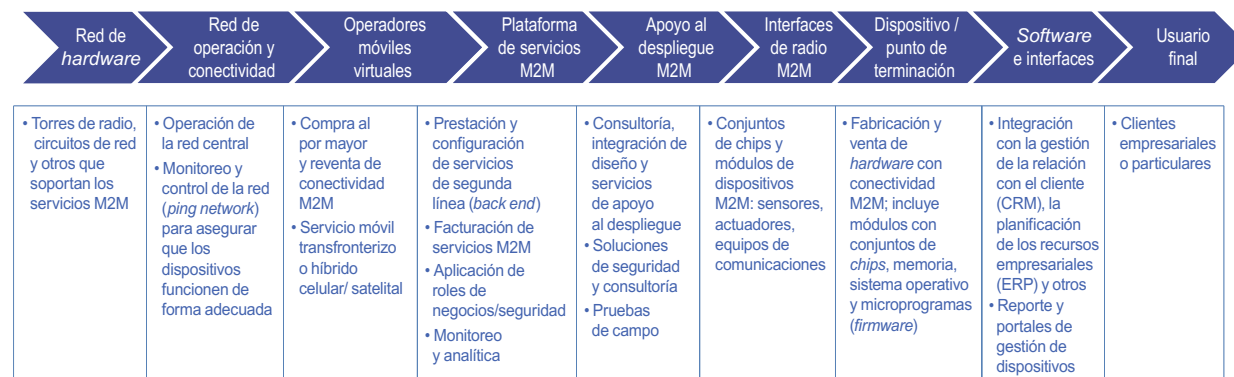 Red de
hardware
Red de
operación y
conectividad
Operadores
móviles
virtuales
Plataforma
de servicios
M2M
Apoyo al
despliegue
M2M
Interfaces
de radio
M2M
Dispositivo /
punto de
terminación
Software
e interfaces
Usuario
final
• Torres de radio,
circuitos de red
y otros que
soportan los
servicios M2M
• Operación de
la red central
• Monitoreo y
control de la red
(ping network)
para asegurar
que los
dispositivos
funcionen de
forma adecuada
• Compra al
por mayor
y reventa de
conectividad
M2M
• Servicio móvil
transfronterizo
o híbrido
celular/ satelital
• Prestación y
configuración
de servicios
de segunda
línea (back end)
• Facturación de
servicios M2M
• Aplicación de
roles de
negocios/seguridad
• Monitoreo
y analítica
• Consultoría,
integración de
diseño y
servicios
de apoyo
al despliegue
• Soluciones
de seguridad
y consultoría
• Pruebas
de campo
• Conjuntos
de chips y
módulos de
dispositivos
M2M: sensores,
actuadores,
equipos de
comunicaciones
• Fabricación y
venta de
hardware con
conectividad
M2M; incluye
módulos con
conjuntos de
chips, memoria,
sistema operativo
y microprogramas
(firmware)
• Integración
con la gestión
de la relación
con el cliente
(CRM), la
planificación
de los recursos
empresariales
(ERP) y otros
• Reporte y
portales de
gestión de
dispositivos
• Clientes
empresariales
o particulares